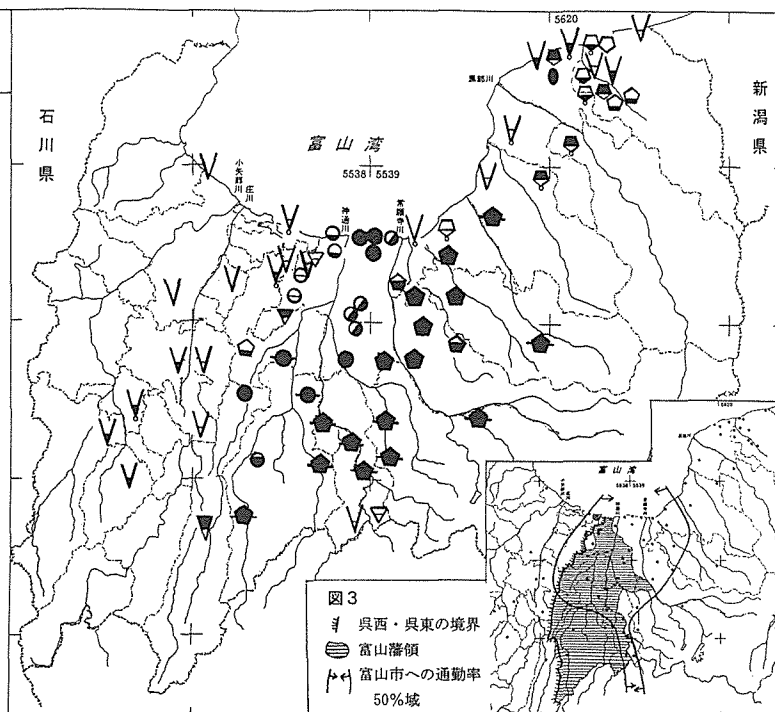 5620
石川県
新潟県
黒部川
富山湾
5538 5539
小矢部川
庄川
神通川
常願寺川
富山湾
5538 5539
図3
呉西・呉東の境界
富山藩領
富山市への通勤率
50%域